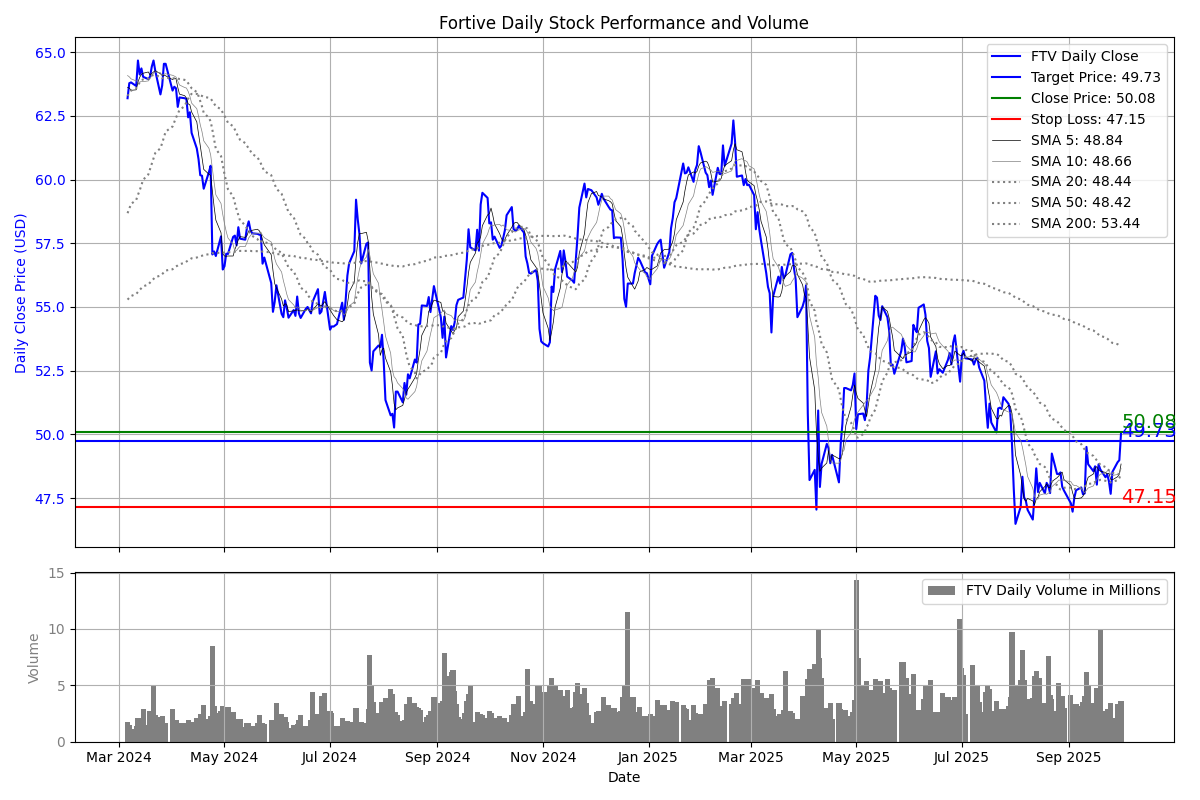 Fortive Daily Stock Performance and Volume
Daily Close Price (USD)
65.0
62.5
60.0
57.5
55.0
52.5
50.0
47.5
FTV Daily Close
Target Price: 49.73
Close Price: 50.08
Stop Loss: 47.15
SMA 5: 48.84
SMA 10: 48.66
SMA 20: 48.44
SMA 50: 48.42
SMA 200: 53.44
50.08
49.73
47.15
Volume
15
10
5
0
FTV Daily Volume in Millions
Mar 2024
May 2024
Jul 2024
Sep 2024
Nov 2024
Jan 2025
Mar 2025
May 2025
Jul 2025
Sep 2025
Date